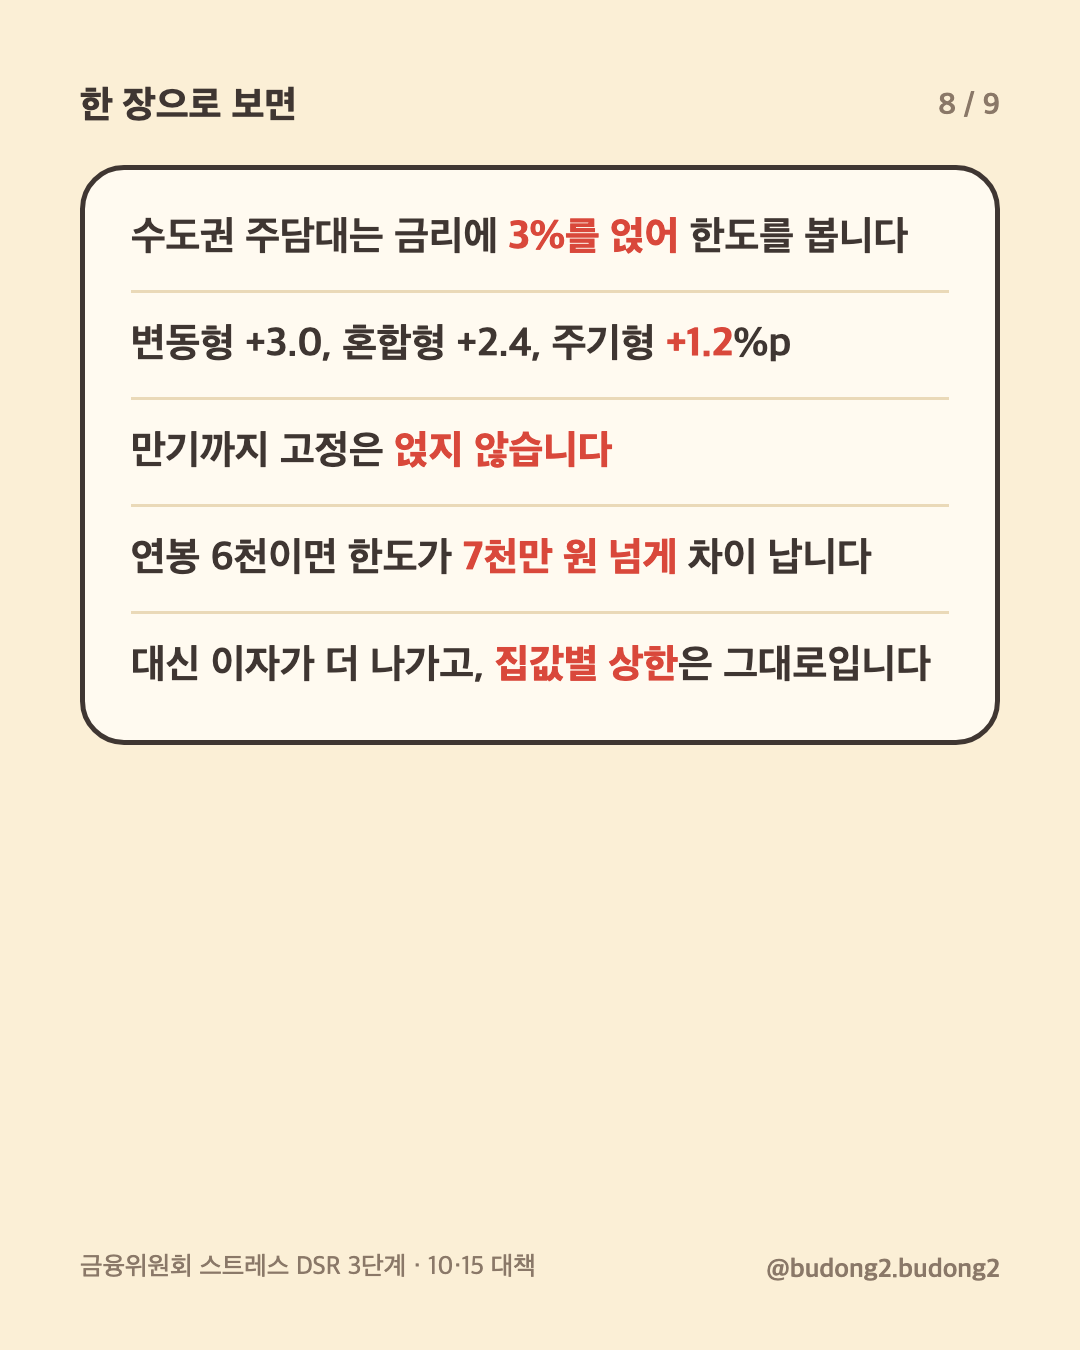 한 장으로 보면
8 / 9
수도권 주담대는 금리에 3%를 얹어 한도를 봅니다
변동형 +3.0, 혼합형 +2.4, 주기형 +1.2%p
만기까지 고정은 얹지 않습니다
연봉 6천이면 한도가 7천만 원 넘게 차이 납니다
대신 이자가 더 나가고, 집값별 상한은 그대로입니다
금융위원회 스트레스 DSR 3단계 · 10·15 대책
@budong2.budong2